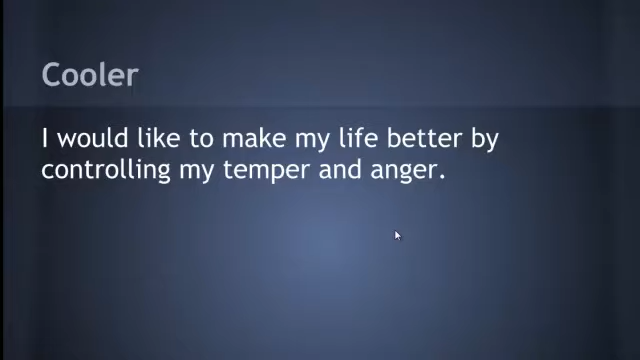 Cooler
I would like to make my life better by
controlling my temper and anger.